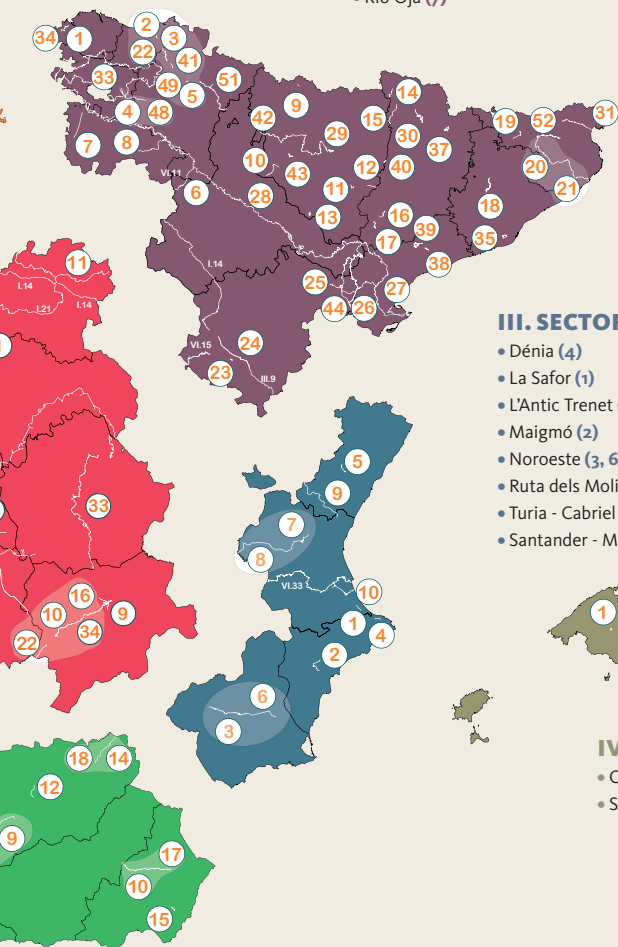 Río Oja (7)
34 1 2 3 22 41
33 49 5 51
4 48 42 9 29 15 14
7 8 10 43 12 30 37 40
19 52 31 20 21
VI.11
6 28 11 13 16 39 17 18 35
38
I.14
25 27
44 26
VI.15
24
23
III.9
11
I.14
I.21
I.14
33
16
10 9
34
22
5
9
7
8
VI.33
10
1
4
2
6
3
III. SECTOR
• Dénia (4)
• La Safor (1)
• L'Antic Trenet
• Maigmó (2)
• Noroeste (3, 6
• Ruta dels Moli
• Turia - Cabriel
• Santander - M
1
IV
• C
• S
18 14
12
9
17
10
15